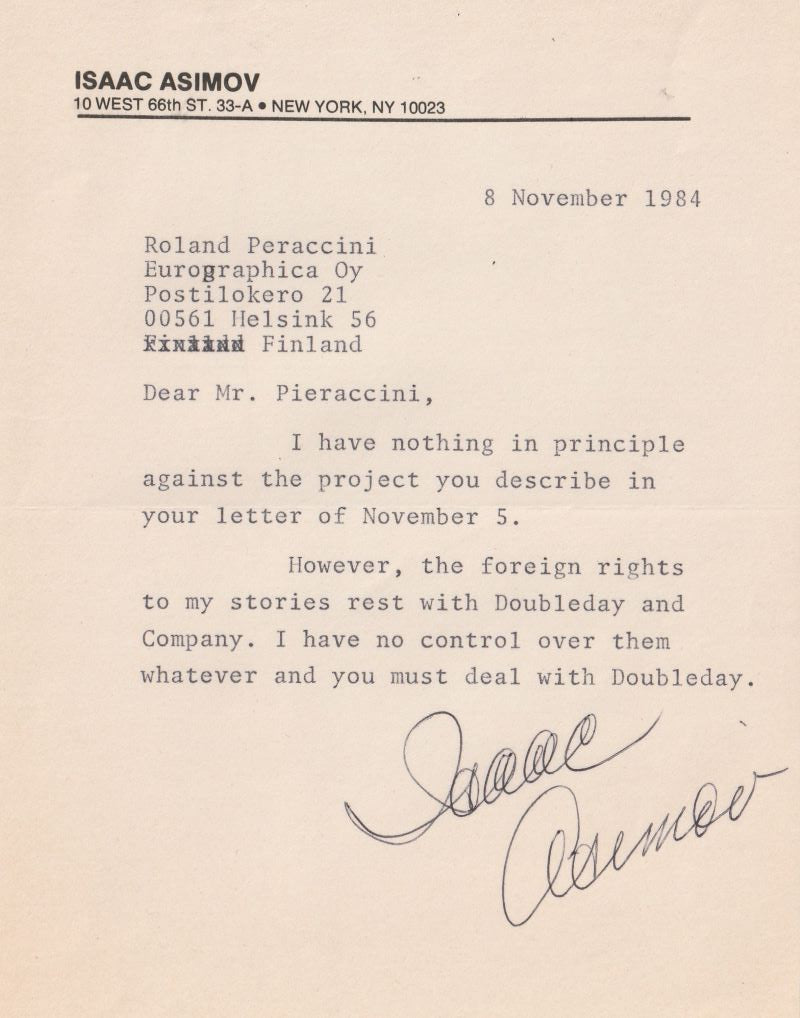 ISAAC ASIMOV
10 WEST 66th ST. 33-A • NEW YORK, NY 10023
8 November 1984
Roland Peraccini
Eurographica Oy
Postilokero 21
00561 Helsink 56
Finland
Dear Mr. Pieraccini,
I have nothing in principle
against the project you describe in
your letter of November 5.
However, the foreign rights
to my stories rest with Doubleday and
Company. I have no control over them
whatever and you must deal with Doubleday.
Isaac
Asimov